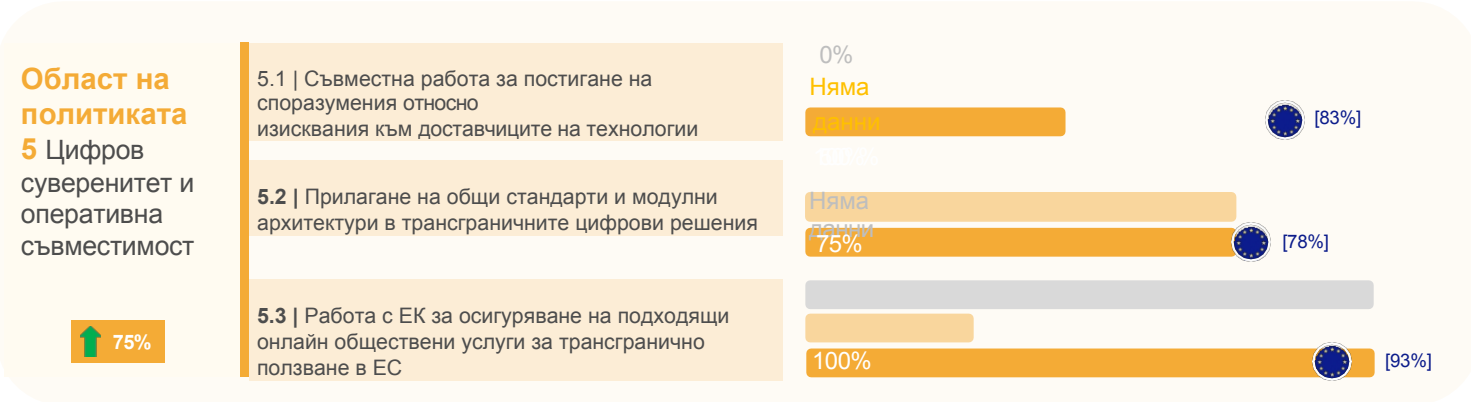 Област на
политиката
5 Цифров
суверенитет и
оперативна
съвместимост
75%
5.1 | Съвместна работа за постигане на
споразумения относно
изисквания към доставчиците на технологии
0%
Няма
данни
[83%]
5.2 | Прилагане на общи стандарти и модулни
архитектури в трансграничните цифрови решения
Няма
данни
75%
[78%]
5.3 | Работа с ЕК за осигуряване на подходящи
онлайн обществени услуги за трансгранично
ползване в ЕС
100%
[93%]